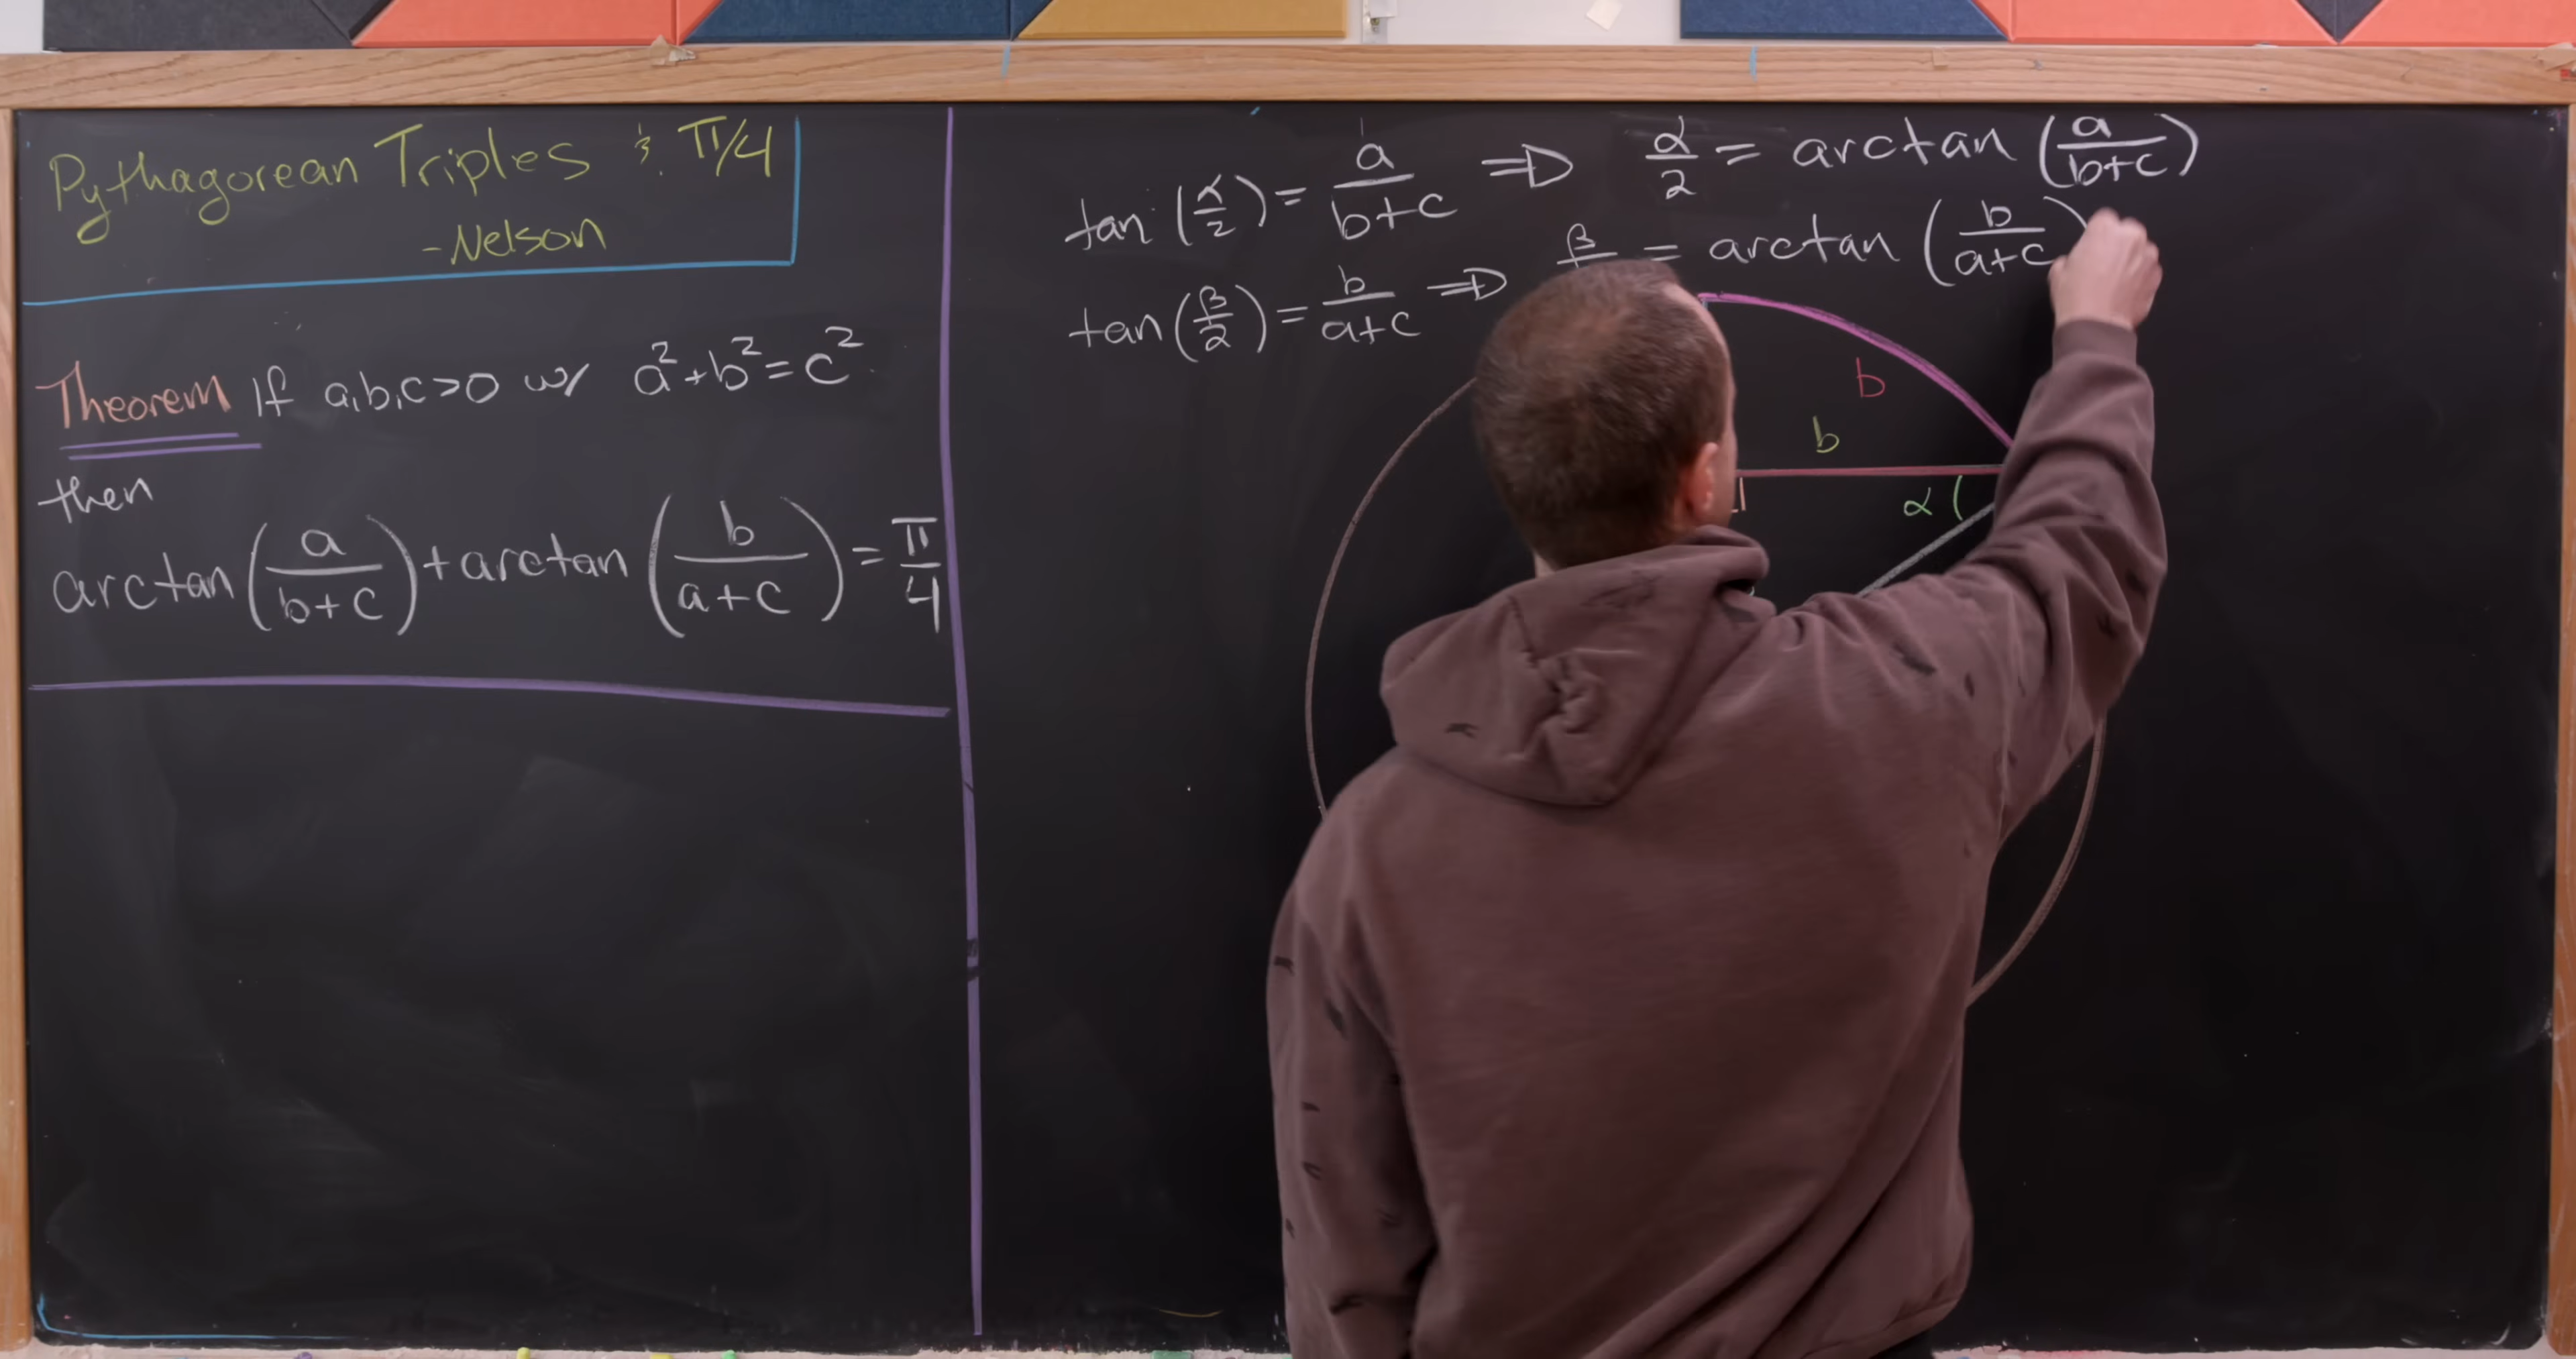 Pythagorean Triples & π/4
-Nelson
Theorem If a,b,c>0 w/ a²+b²=c²
then
arctan(a/(b+c))+arctan(b/(a+c))=π/4
tan(α/2)=a/(b+c) ⇒ α/2 = arctan(a/(b+c))
tan(β/2)=b/(a+c) ⇒ β = arctan(b/(a+c))
b
b
α